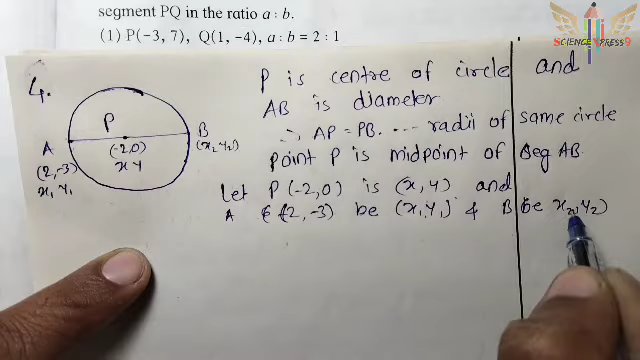 segment PQ in the ratio a : b.
(1) P(−3, 7), Q(1, −4), a : b = 2 : 1
SCIENCE XPRESS 9
4.
P
A
B
(-2,0)
x y
(x₂ y₂)
(2,-3)
x₁ y₁
P is centre of circle and
AB is diameter
∴ AP = PB. .... radii of same circle
point P is midpoint of seg AB.
Let P (-2, 0) is (x, y) and
A (2, -3) be (x₁, y₁) & B be x₂, y₂)